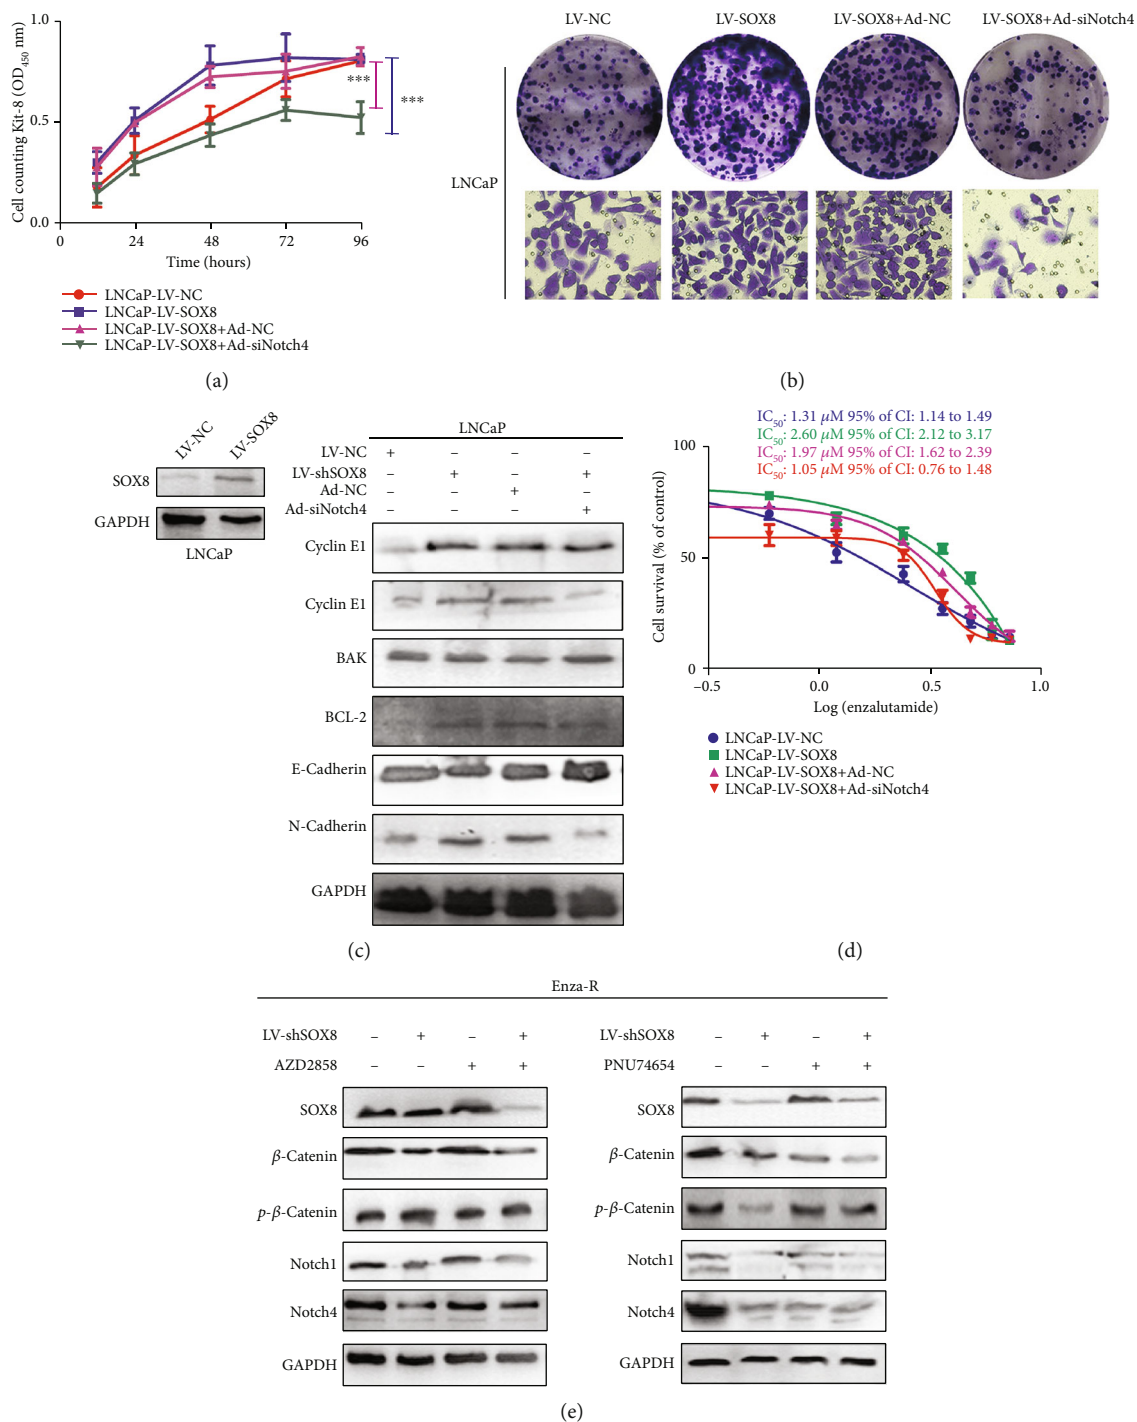 Cell counting Kit-8 (OD450 nm)
1.0
0.5
0.0
0
24
48
72
96
***
***
Time (hours)
LNCaP-LV-NC
LNCaP-LV-SOX8
LNCaP-LV-SOX8+Ad-NC
LNCaP-LV-SOX8+Ad-siNotch4
(a)
LV-NC
LV-SOX8
LV-SOX8+Ad-NC
LV-SOX8+Ad-siNotch4
LNCaP
(b)
LV-NC
LV-SOX8
SOX8
GAPDH
LNCaP
LNCaP
LV-NC + – – –
LV-shSOX8 – + – +
Ad-NC – – + –
Ad-siNotch4 – – – +
Cyclin E1
Cyclin E1
BAK
BCL-2
E-Cadherin
N-Cadherin
GAPDH
(c)
IC50: 1.31 μM 95% of CI: 1.14 to 1.49
IC50: 2.60 μM 95% of CI: 2.12 to 3.17
IC50: 1.97 μM 95% of CI: 1.62 to 2.39
IC50: 1.05 μM 95% of CI: 0.76 to 1.48
Cell survival (% of control)
100
50
0
–0.5
0.0
0.5
1.0
Log (enzalutamide)
LNCaP-LV-NC
LNCaP-LV-SOX8
LNCaP-LV-SOX8+Ad-NC
LNCaP-LV-SOX8+Ad-siNotch4
(d)
Enza-R
LV-shSOX8 – + – +
AZD2858 – – + +
SOX8
β-Catenin
p-β-Catenin
Notch1
Notch4
GAPDH
LV-shSOX8 – + – +
PNU74654 – – + +
SOX8
β-Catenin
p-β-Catenin
Notch1
Notch4
GAPDH
(e)